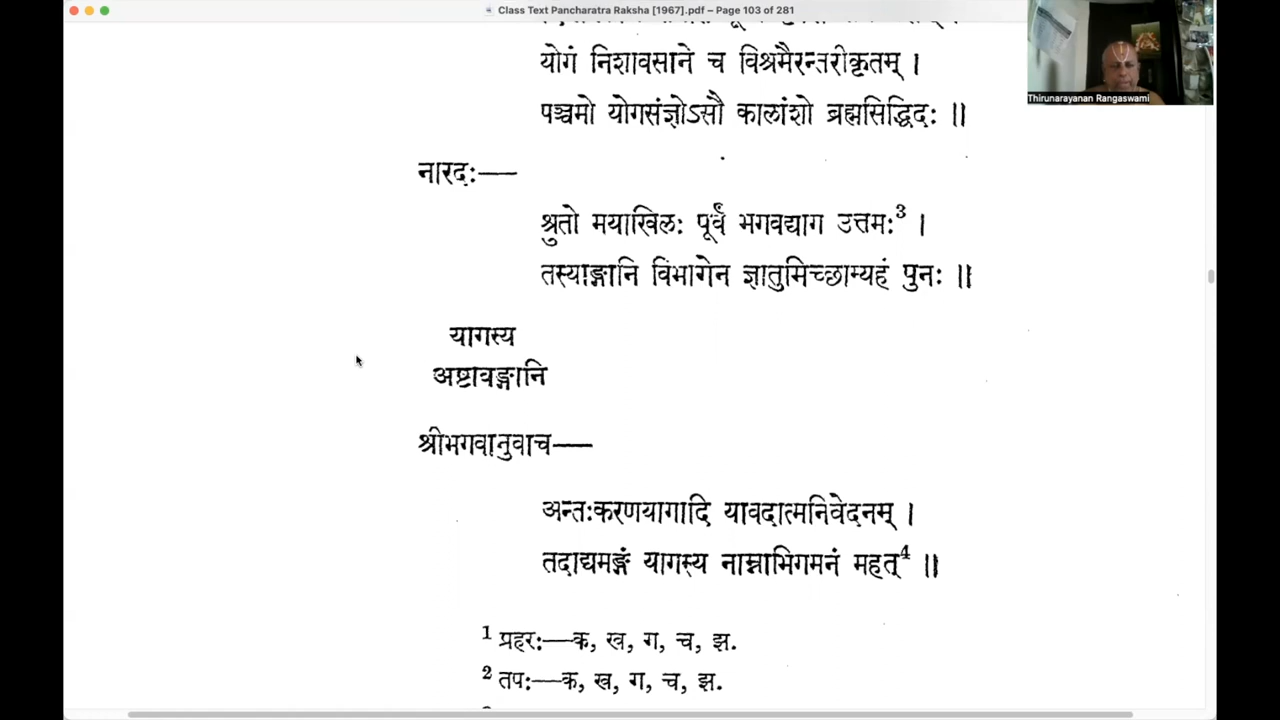 Class Text Pancharatra Raksha [1967].pdf – Page 103 of 281
योगं निशावसाने च विश्रमैरन्तरीकृतम् ।
पञ्चमो योगसंज्ञोऽसौ कालांशो ब्रह्मसिद्धिदः ॥
नारदः—
श्रुतो मयाखिलः पूर्वं भगवद्याग उत्तमः³ ।
तस्याङ्गानि विभागेन ज्ञातुमिच्छाम्यहं पुनः ॥
यागस्य
अष्टावङ्गानि
श्रीभगवानुवाच—
अन्तःकरणयागादि यावदात्मनिवेदनम् ।
तदाद्यमङ्गं यागस्य नाम्नाभिगमनं महत्⁴ ॥
¹ प्रहरः—क, ख, ग, च, झ.
² तपः—क, ख, ग, च, झ.
Thirunarayanan Rangaswami